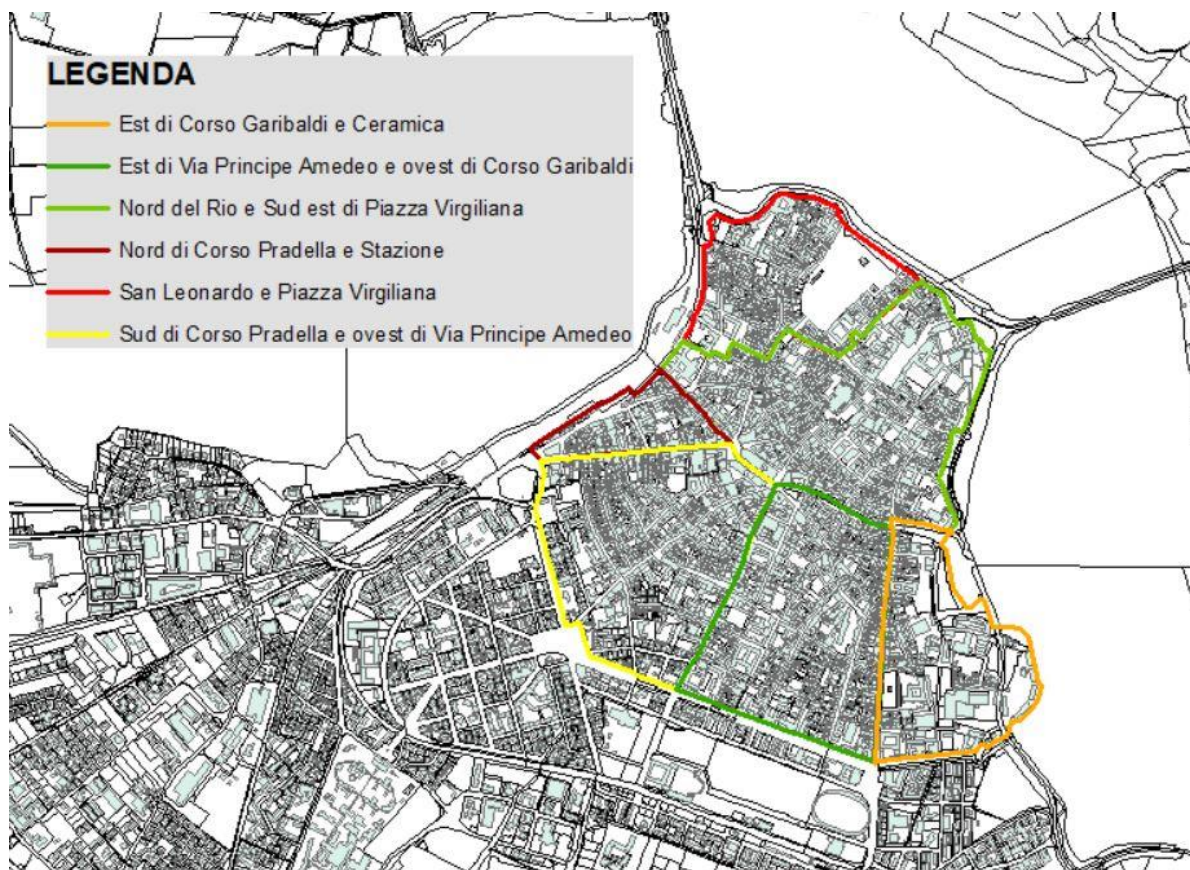 LEGENDA
Est di Corso Garibaldi e Ceramica
Est di Via Principe Amedeo e ovest di Corso Garibaldi
Nord del Rio e Sud est di Piazza Virgiliana
Nord di Corso Pradella e Stazione
San Leonardo e Piazza Virgiliana
Sud di Corso Pradella e ovest di Via Principe Amedeo